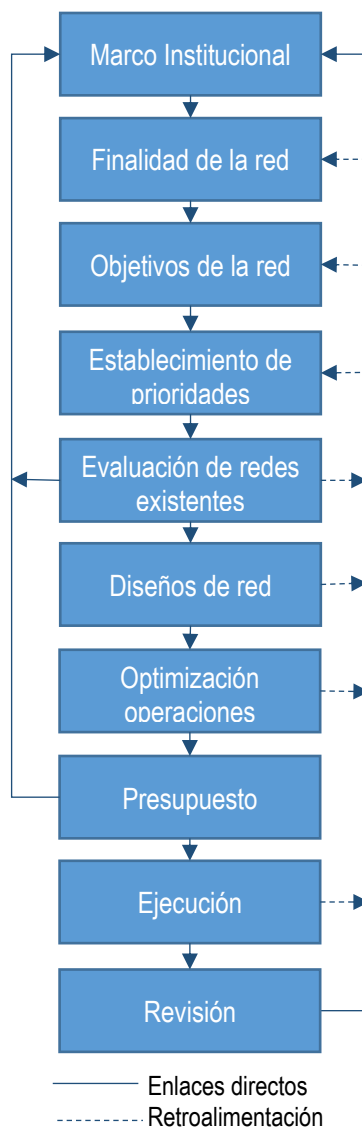 Marco Institucional
Finalidad de la red
Objetivos de la red
Establecimiento de
prioridades
Evaluación de redes
existentes
Diseños de red
Optimización
operaciones
Presupuesto
Ejecución
Revisión
Enlaces directos
Retroalimentación